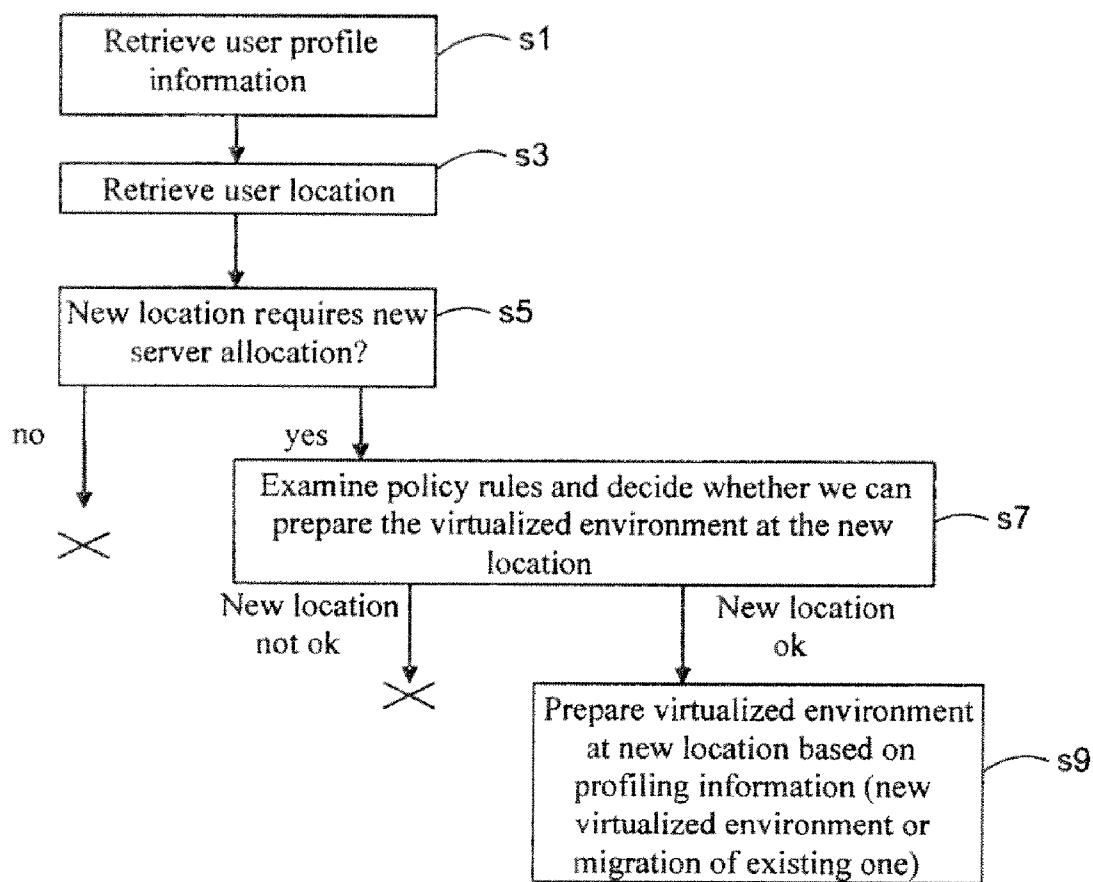 Retrieve user profile
information
s1
Retrieve user location
s3
New location requires new
server allocation?
s5
no
yes
Examine policy rules and decide whether we can
prepare the virtualized environment at the new
location
s7
New location
not ok
New location
ok
Prepare virtualized environment
at new location based on
profiling information (new
virtualized environment or
migration of existing one)
s9